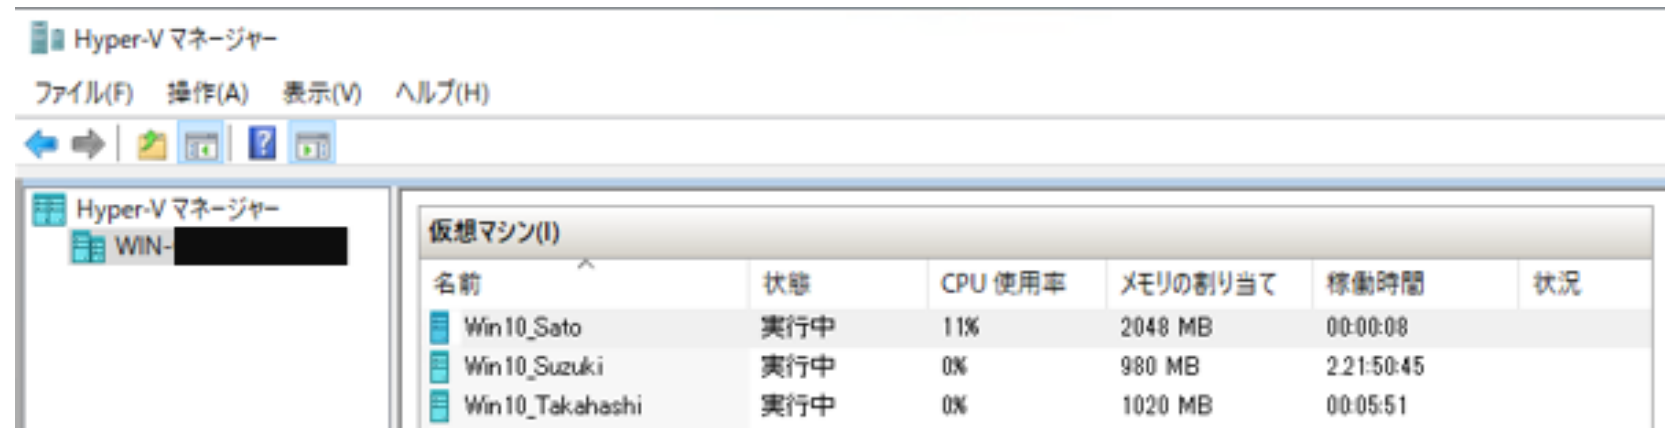 Hyper-V マネージャー
ファイル(F) 操作(A) 表示(V) ヘルプ(H)
Hyper-V マネージャー
WIN-
仮想マシン(I)
名前 状態 CPU 使用率 メモリの割り当て 稼働時間 状況
Win10_Sato 実行中 11% 2048 MB 00:00:08
Win10_Suzuki 実行中 0% 980 MB 2.21:50:45
Win10_Takahashi 実行中 0% 1020 MB 00:05:51